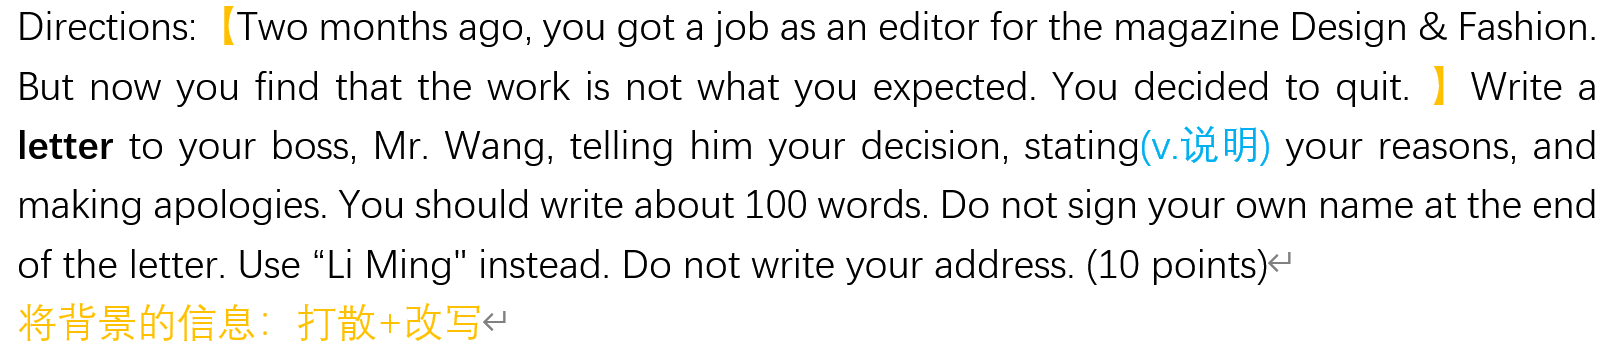 Directions:【Two months ago, you got a job as an editor for the magazine Design & Fashion.
But now you find that the work is not what you expected. You decided to quit. 】Write a
letter to your boss, Mr. Wang, telling him your decision, stating(v.说明) your reasons, and
making apologies. You should write about 100 words. Do not sign your own name at the end
of the letter. Use “Li Ming" instead. Do not write your address. (10 points)↵
将背景的信息：打散+改写↵